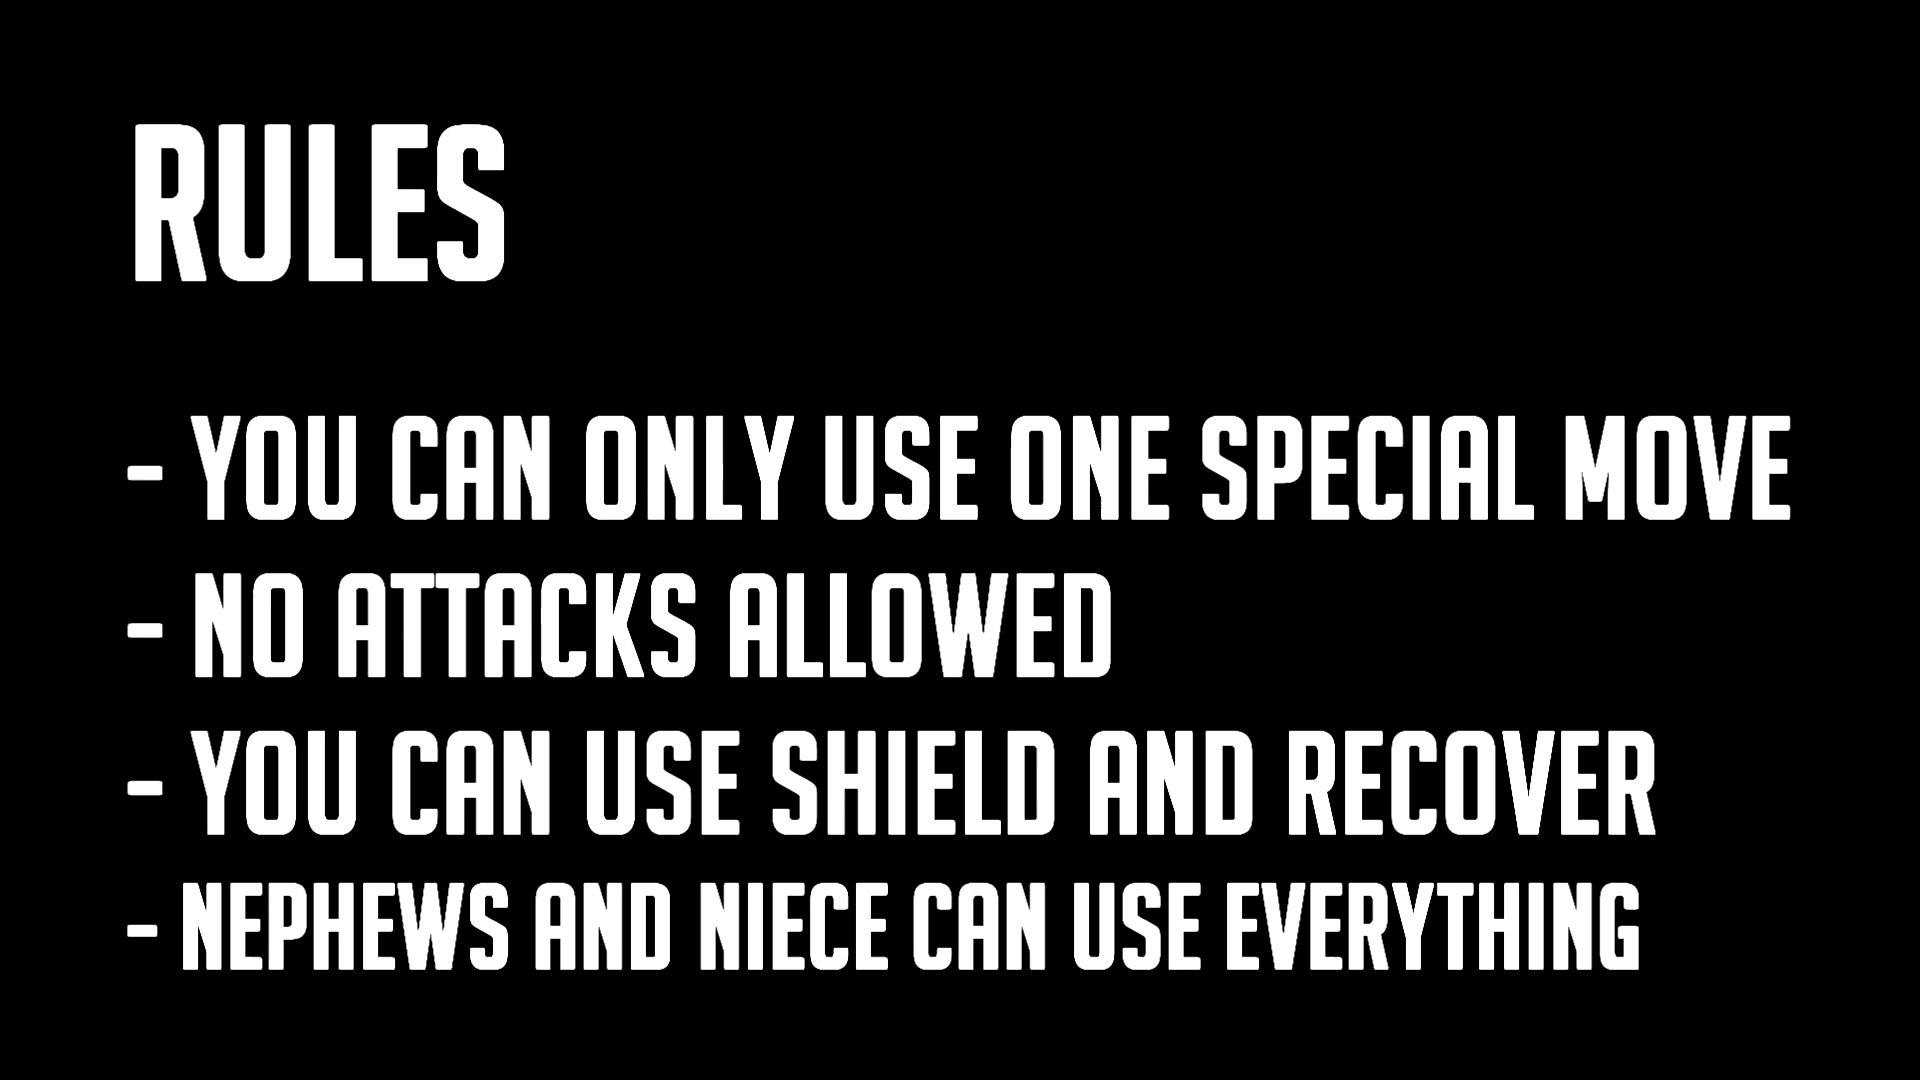 RULES
- YOU CAN ONLY USE ONE SPECIAL MOVE
- NO ATTACKS ALLOWED
- YOU CAN USE SHIELD AND RECOVER
- NEPHEWS AND NIECE CAN USE EVERYTHING